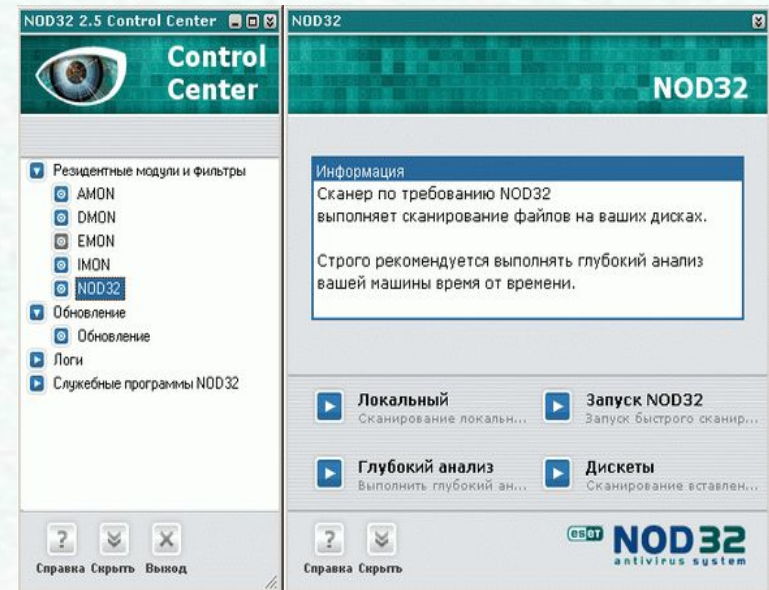 NOD32 2.5 Control Center
Control
Center
Резидентные модули и фильтры
AMON
DMON
EMON
IMON
NOD32
Обновление
Обновление
Логи
Служебные программы NOD32
?
Справка Скрыть Выход
NOD32
NOD32
Информация
Сканер по требованию NOD32
выполняет сканирование файлов на ваших дисках.
Строго рекомендуется выполнять глубокий анализ
вашей машины время от времени.
Локальный
Сканирование локальн...
Запуск NOD32
Запуск быстрого сканир...
Глубокий анализ
Выполнить глубокий ан...
Дискеты
Сканирование вставлен...
?
Справка Скрыть
eset NOD32
antivirus system